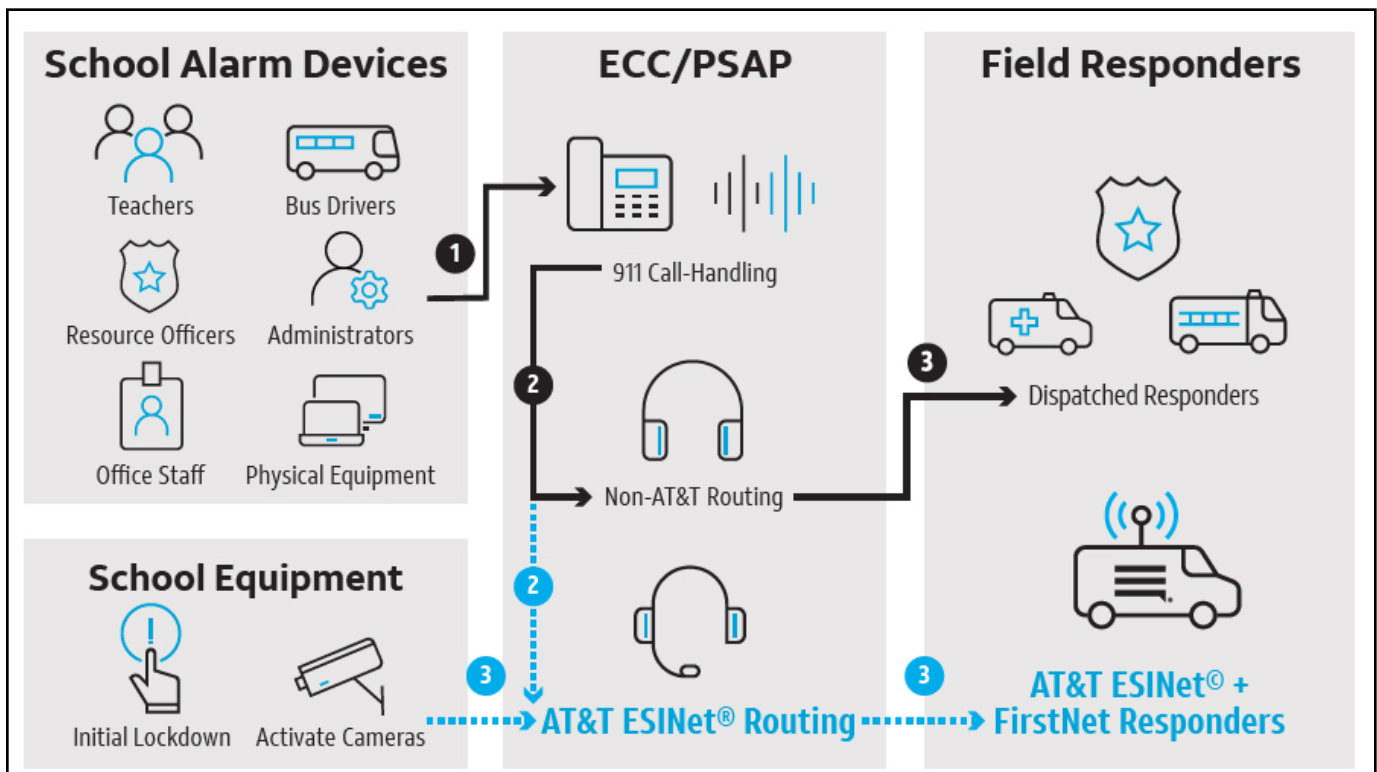 School Alarm Devices
Teachers
Bus Drivers
Resource Officers
Administrators
Office Staff
Physical Equipment
School Equipment
!
Initial Lockdown
Activate Cameras
1
ECC/PSAP
911 Call-Handling
2
Non-AT&T Routing
2
3
AT&T ESINet® Routing
3
3
Field Responders
Dispatched Responders
AT&T ESINet© +
FirstNet Responders